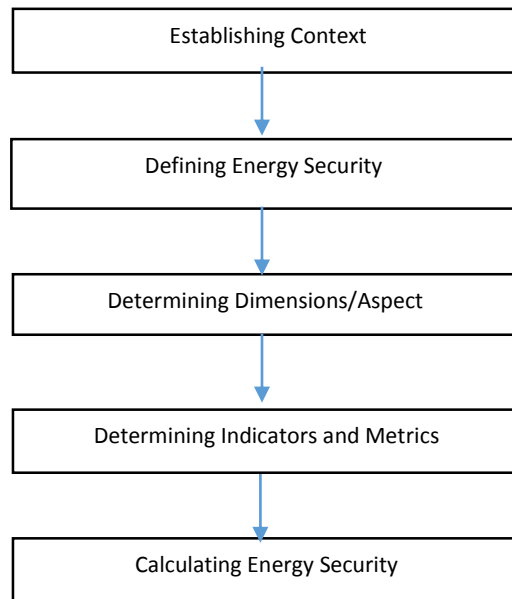 Establishing Context
Defining Energy Security
Determining Dimensions/Aspect
Determining Indicators and Metrics
Calculating Energy Security